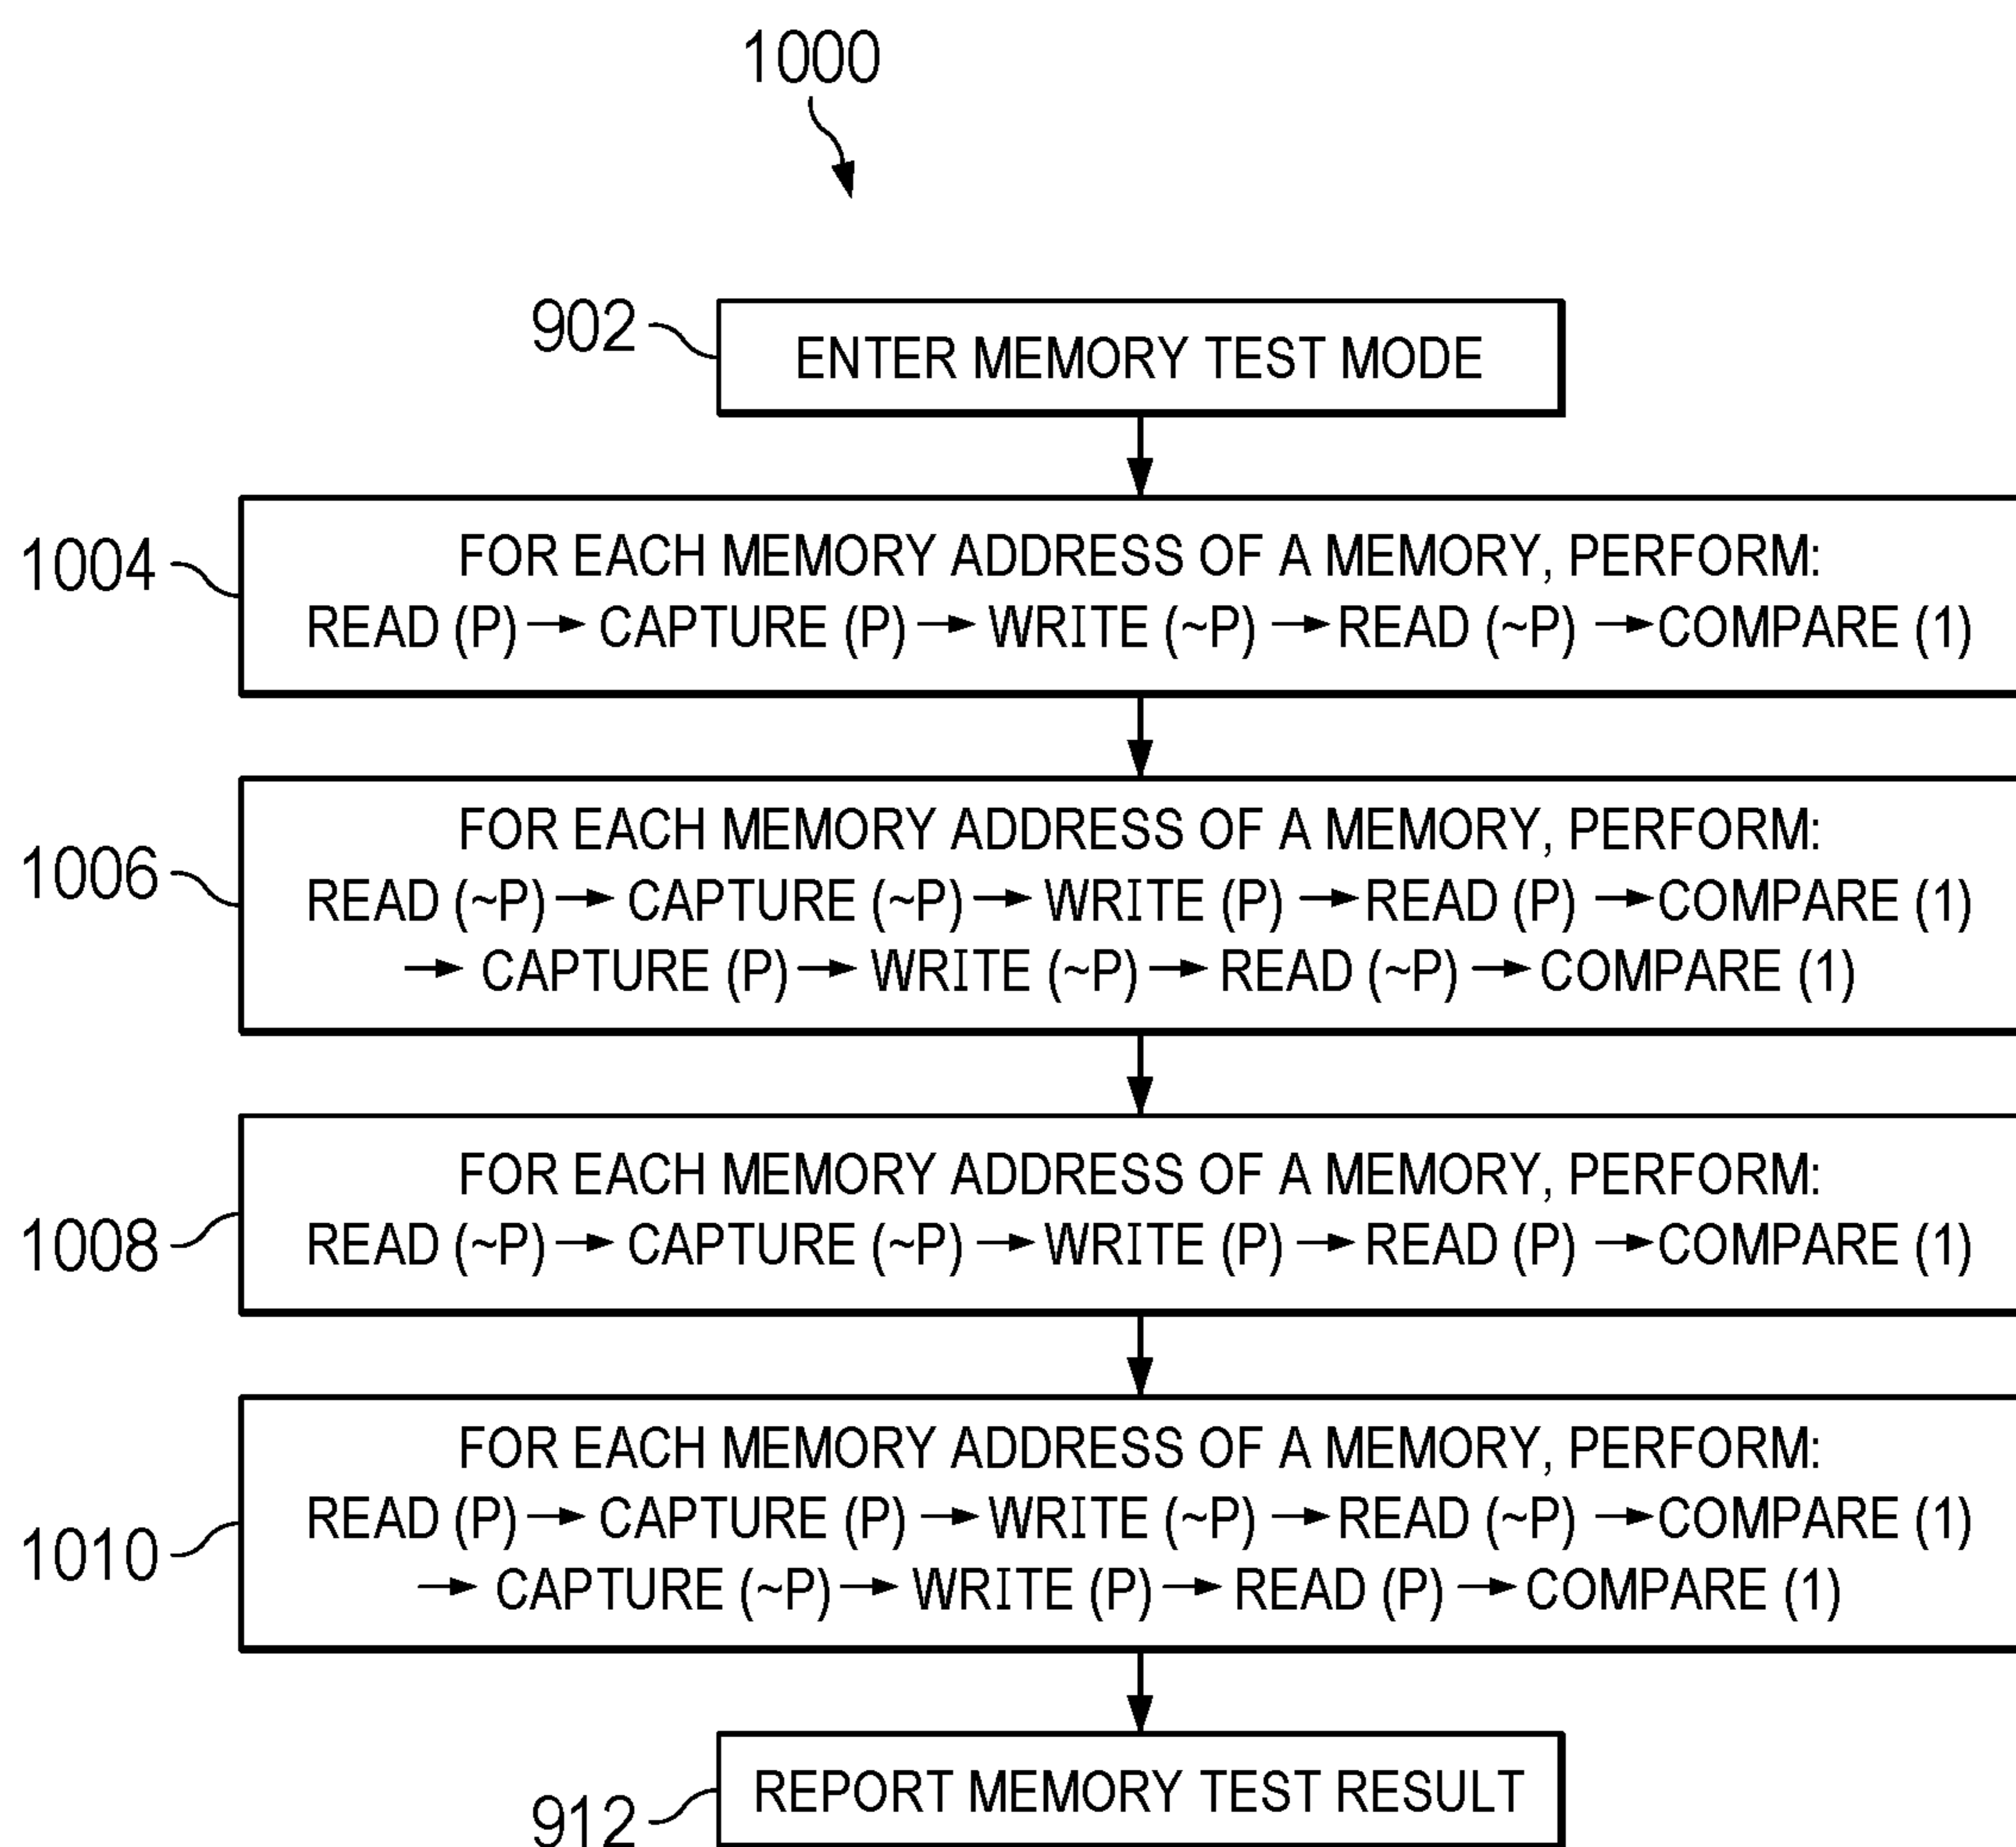 1000
902
ENTER MEMORY TEST MODE
1004
FOR EACH MEMORY ADDRESS OF A MEMORY, PERFORM:
READ (P) → CAPTURE (P) → WRITE (~P) → READ (~P) → COMPARE (1)
1006
FOR EACH MEMORY ADDRESS OF A MEMORY, PERFORM:
READ (~P) → CAPTURE (~P) → WRITE (P) → READ (P) → COMPARE (1)
→ CAPTURE (P) → WRITE (~P) → READ (~P) → COMPARE (1)
1008
FOR EACH MEMORY ADDRESS OF A MEMORY, PERFORM:
READ (~P) → CAPTURE (~P) → WRITE (P) → READ (P) → COMPARE (1)
1010
FOR EACH MEMORY ADDRESS OF A MEMORY, PERFORM:
READ (P) → CAPTURE (P) → WRITE (~P) → READ (~P) → COMPARE (1)
→ CAPTURE (~P) → WRITE (P) → READ (P) → COMPARE (1)
912
REPORT MEMORY TEST RESULT